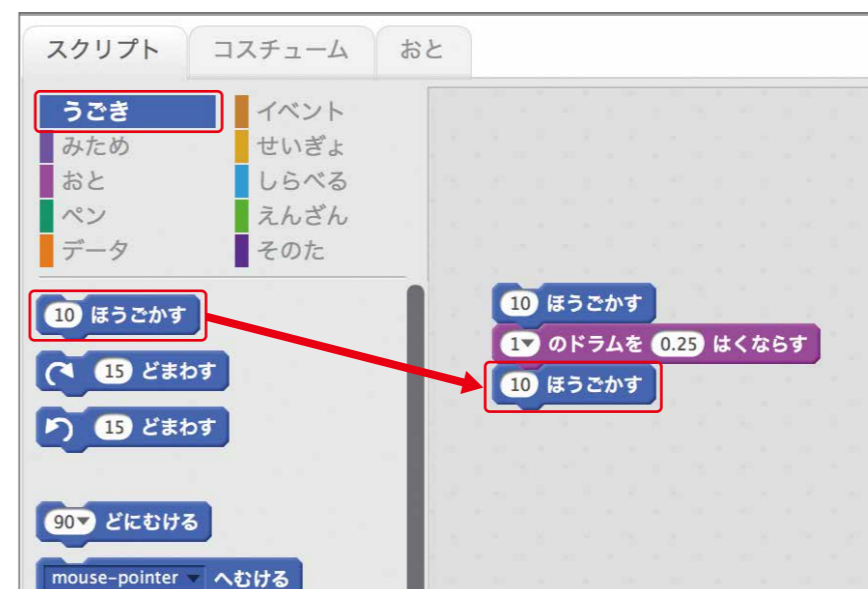 スクリプト コスチューム おと
うごき イベント
みため せいぎょ
おと しらべる
ペン えんざん
データ そのた
10 ほうごかす
15 どまわす
15 どまわす
90▼ どにむける
mouse-pointer ▼ へむける
10 ほうごかす
1▼ のドラムを 0.25 はくならす
10 ほうごかす